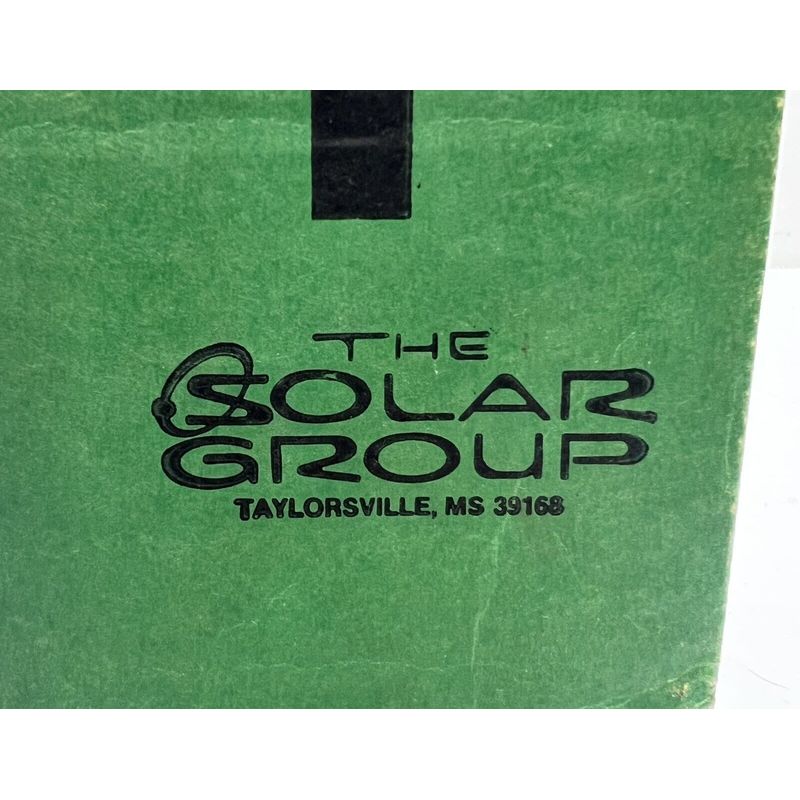 THE
SOLAR
GROUP
TAYLORSVILLE, MS 39168